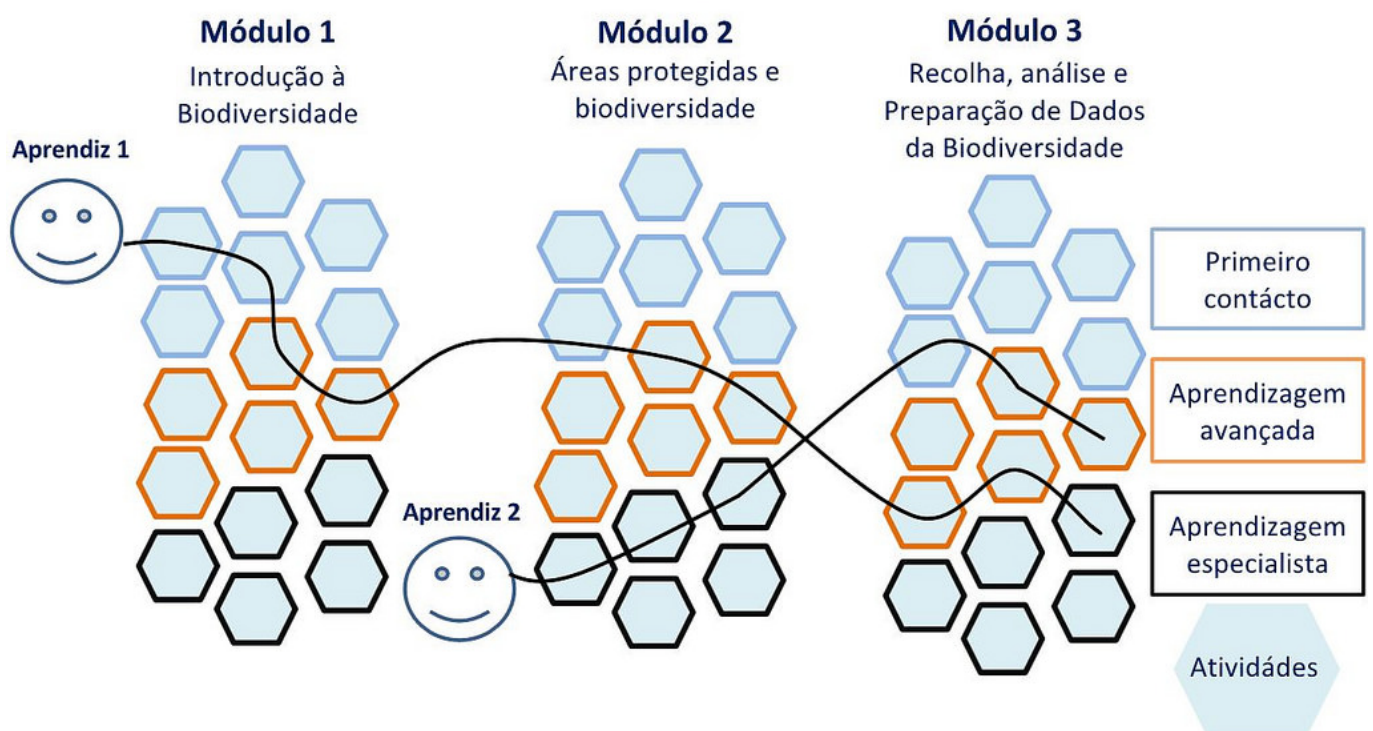 Módulo 1
Introdução à
Biodiversidade
Módulo 2
Áreas protegidas e
biodiversidade
Módulo 3
Recolha, análise e
Preparação de Dados
da Biodiversidade
Aprendiz 1
Aprendiz 2
Primeiro
contácto
Aprendizagem
avançada
Aprendizagem
especialista
Atividádes